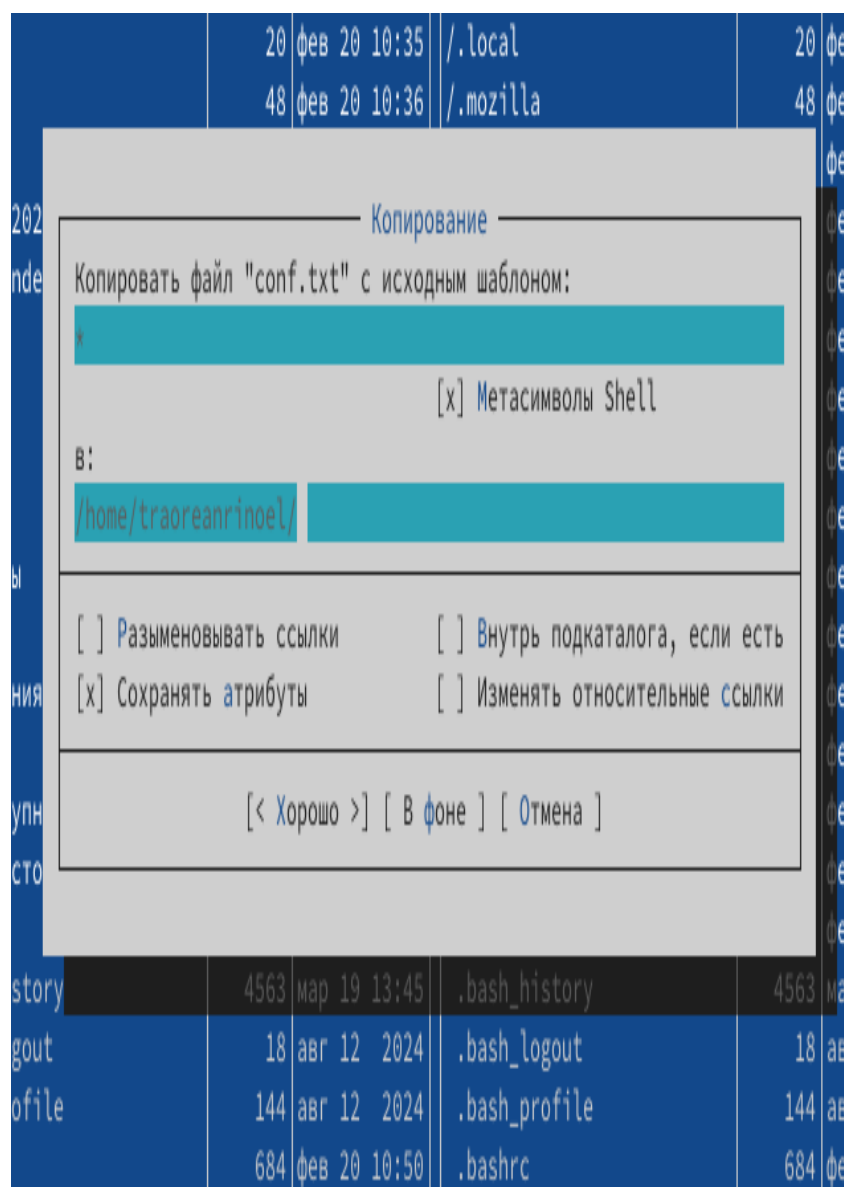 20 фев 20 10:35 /.local 20
48 фев 20 10:36 /.mozilla 48
Копирование
Копировать файл "conf.txt" с исходным шаблоном:
*
[x] Метасимволы Shell
в:
/home/traoreanrinoel/
[ ] Разыменовывать ссылки [ ] Внутрь подкаталога, если есть
[x] Сохранять атрибуты [ ] Изменять относительные ссылки
[< Хорошо >] [ В фоне ] [ Отмена ]
story 4563 мар 19 13:45 .bash_history 4563
gout 18 авг 12 2024 .bash_logout 18
ofile 144 авг 12 2024 .bash_profile 144
684 фев 20 10:50 .bashrc 684